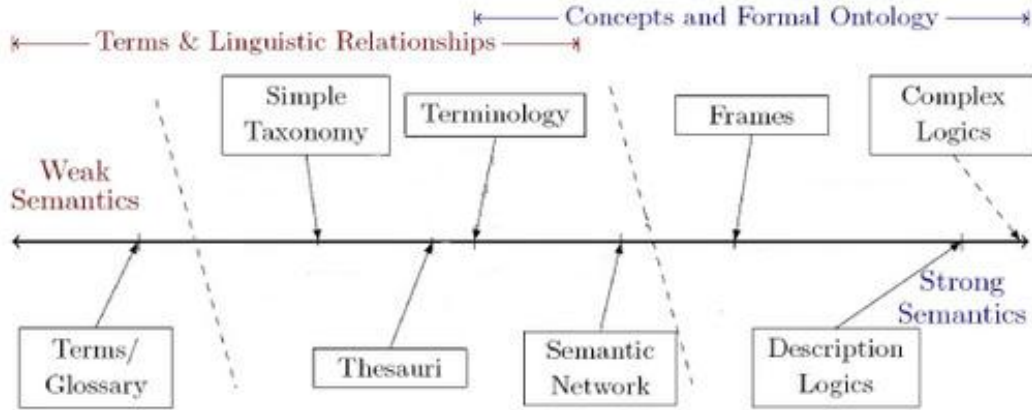 Concepts and Formal Ontology
Terms & Linguistic Relationships
Simple
Taxonomy
Terminology
Frames
Complex
Logics
Weak
Semantics
Strong
Semantics
Terms/
Glossary
Thesauri
Semantic
Network
Description
Logics